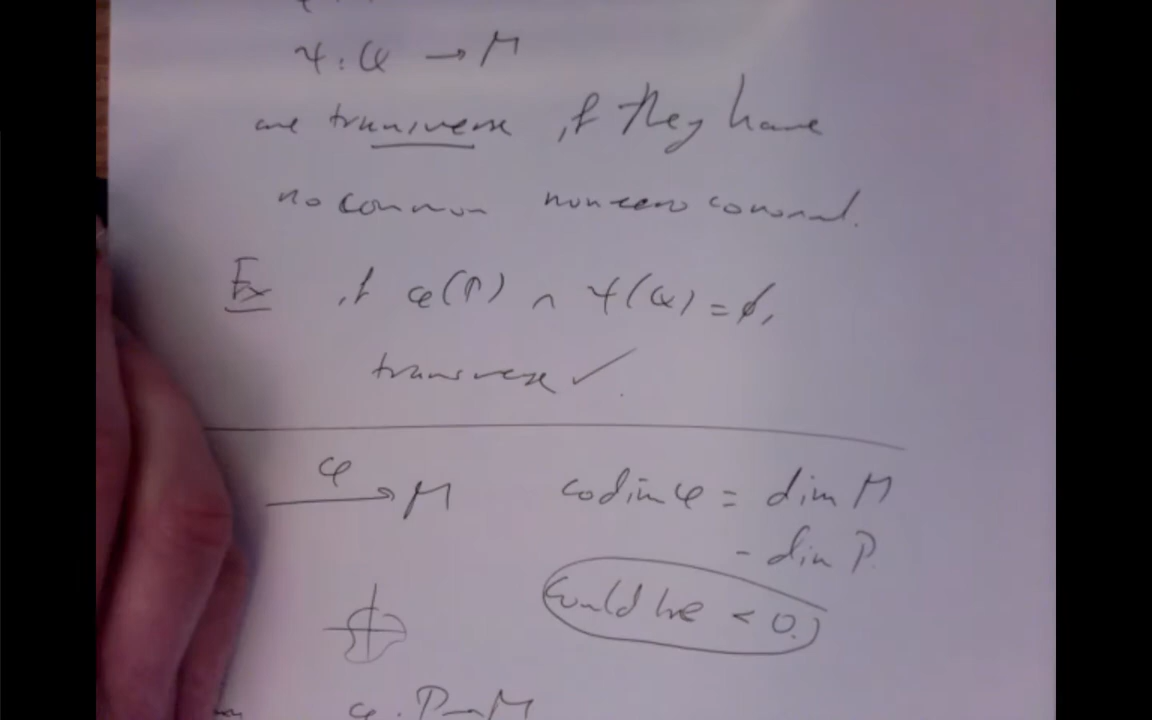 ψ : Q → M
are transverse if they have
no common nonzero conormal.
Ex if φ(P) ∩ ψ(Q) = ∅,
transverse ✓.
φ
→ M codim φ = dim M
- dim P.
could be < 0.
φ : P → M